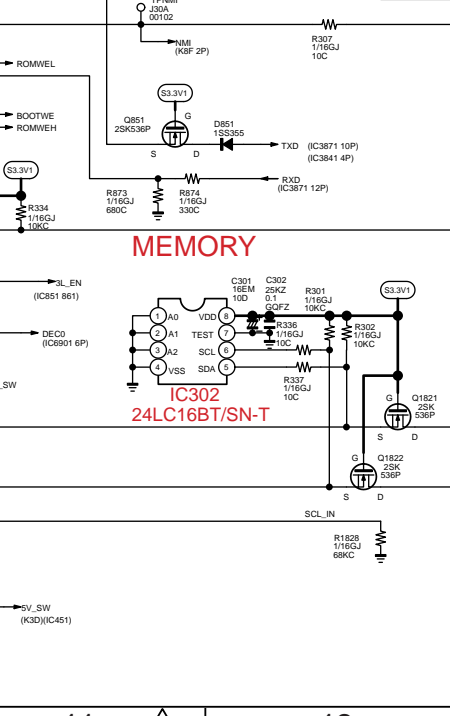 J30A
00102
NMI
(K8F 2P)
R307
1/16GJ
10C
ROMWEL
S3.3V1
BOOTWE
ROMWEH
Q851
2SK536P
G
S
D
D851
1SS355
TXD
(IC3871 10P)
(IC3841 4P)
S3.3V1
RXD
(IC3871 12P)
R873
1/16GJ
680C
R874
1/16GJ
330C
R334
1/16GJ
10KC
MEMORY
3L_EN
(IC851 861)
C301
16EM
10D
C302
25KZ
0.1
GQFZ
R301
1/16GJ
10KC
S3.3V1
1
A0
VDD
8
2
A1
TEST
7
3
A2
SCL
6
4
VSS
SDA
5
R336
1/16GJ
10C
R302
1/16GJ
10KC
DEC0
(IC6901 6P)
R337
1/16GJ
10C
_SW
IC302
24LC16BT/SN-T
G
Q1821
2SK
536P
S
D
G
Q1822
2SK
536P
S
D
SCL_IN
R1828
1/16GJ
68KC
5V_SW
(K3D)(IC451)